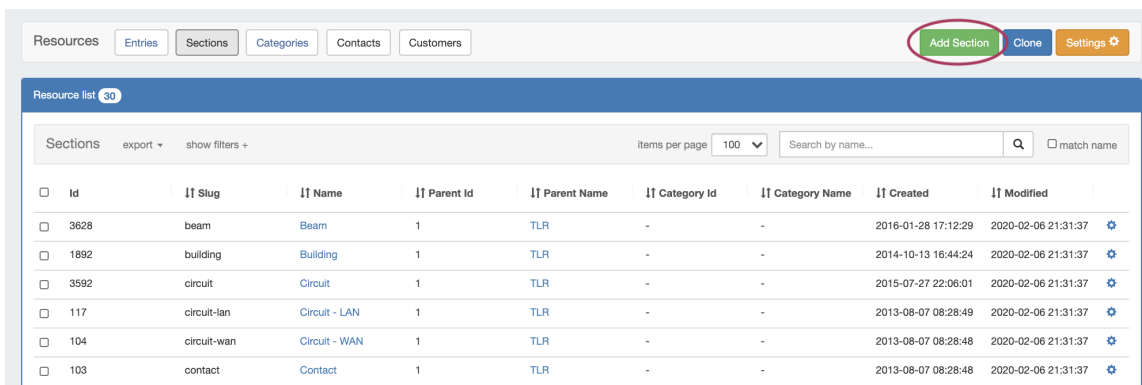 Resources Entries Sections Categories Contacts Customers Add Section Clone Settings
Resource list 30
Sections export show filters + items per page 100 Search by name... match name
Id Slug Name Parent Id Parent Name Category Id Category Name Created Modified
3628 beam Beam 1 TLR - - 2016-01-28 17:12:29 2020-02-06 21:31:37
1892 building Building 1 TLR - - 2014-10-13 16:44:24 2020-02-06 21:31:37
3592 circuit Circuit 1 TLR - - 2015-07-27 22:06:01 2020-02-06 21:31:37
117 circuit-lan Circuit - LAN 1 TLR - - 2013-08-07 08:28:49 2020-02-06 21:31:37
104 circuit-wan Circuit - WAN 1 TLR - - 2013-08-07 08:28:48 2020-02-06 21:31:37
103 contact Contact 1 TLR - - 2013-08-07 08:28:48 2020-02-06 21:31:37